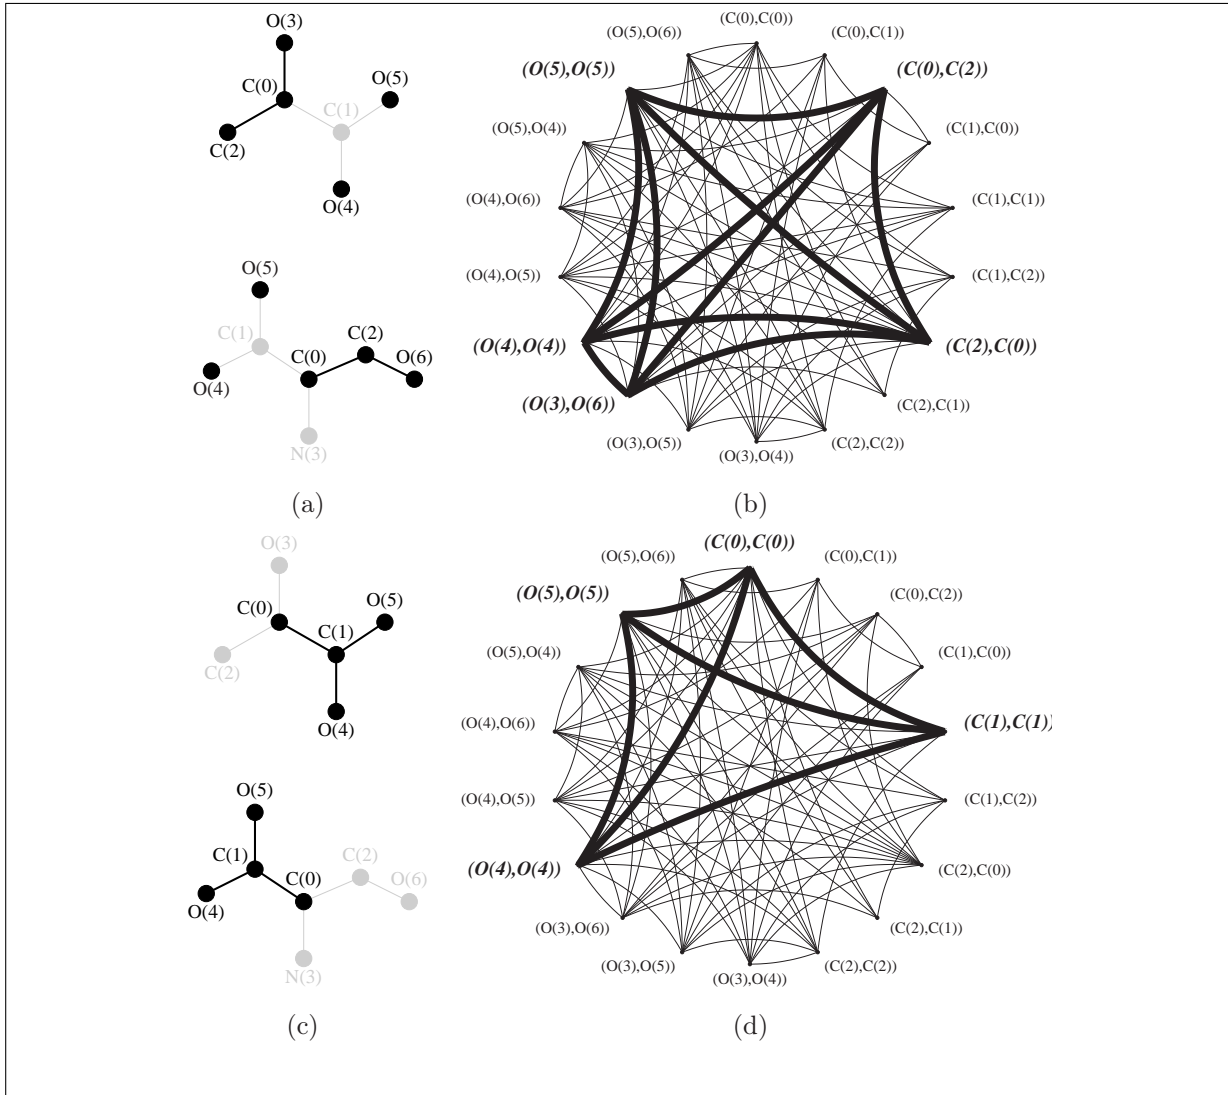 O(3)
C(0)
O(5)
C(1)
C(2)
O(4)
O(5)
C(1)
C(2)
C(0)
O(6)
O(4)
N(3)
(a)
(C(0),C(0))
(O(5),O(6))
(C(0),C(1))
(O(5),O(5))
(C(0),C(2))
(O(5),O(4))
(C(1),C(0))
(O(4),O(6))
(C(1),C(1))
(O(4),O(5))
(C(1),C(2))
(O(4),O(4))
(C(2),C(0))
(O(3),O(6))
(C(2),C(1))
(O(3),O(5))
(C(2),C(2))
(O(3),O(4))
(b)
O(3)
C(0)
O(5)
C(1)
C(2)
O(4)
O(5)
C(1)
C(2)
C(0)
O(6)
O(4)
N(3)
(c)
(C(0),C(0))
(O(5),O(6))
(C(0),C(1))
(O(5),O(5))
(C(0),C(2))
(O(5),O(4))
(C(1),C(0))
(O(4),O(6))
(C(1),C(1))
(O(4),O(5))
(C(1),C(2))
(O(4),O(4))
(C(2),C(0))
(O(3),O(6))
(C(2),C(1))
(O(3),O(5))
(C(2),C(2))
(O(3),O(4))
(d)